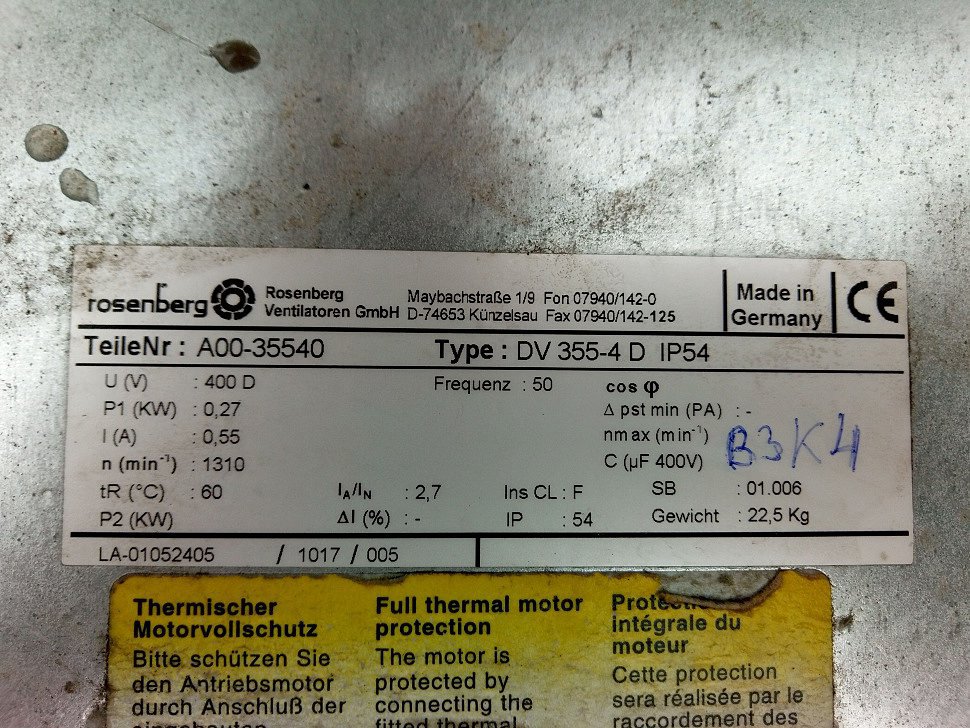 rosenberg Rosenberg Ventilatoren GmbH
Maybachstraße 1/9 Fon 07940/142-0
D-74653 Künzelsau Fax 07940/142-125
Made in Germany
CE
TeileNr : A00-35540 Type : DV 355-4 D IP54
U (V) : 400 D Frequenz : 50 cos φ
P1 (KW) : 0,27 Δ pst min (PA) : -
I (A) : 0,55 nmax (min⁻¹)
B3K4
n (min⁻¹) : 1310 C (µF 400V)
tR (°C) : 60 IA/IN : 2,7 Ins CL : F SB : 01.006
P2 (KW) ΔI (%) : - IP : 54 Gewicht : 22,5 Kg
LA-01052405 / 1017 / 005
Thermischer
Motorvollschutz
Bitte schützen Sie
den Antriebsmotor
durch Anschluß der
eingebauten
Full thermal motor
protection
The motor is
protected by
connecting the
fitted thermal
Protection
intégrale du
moteur
Cette protection
sera réalisée par le
raccordement des